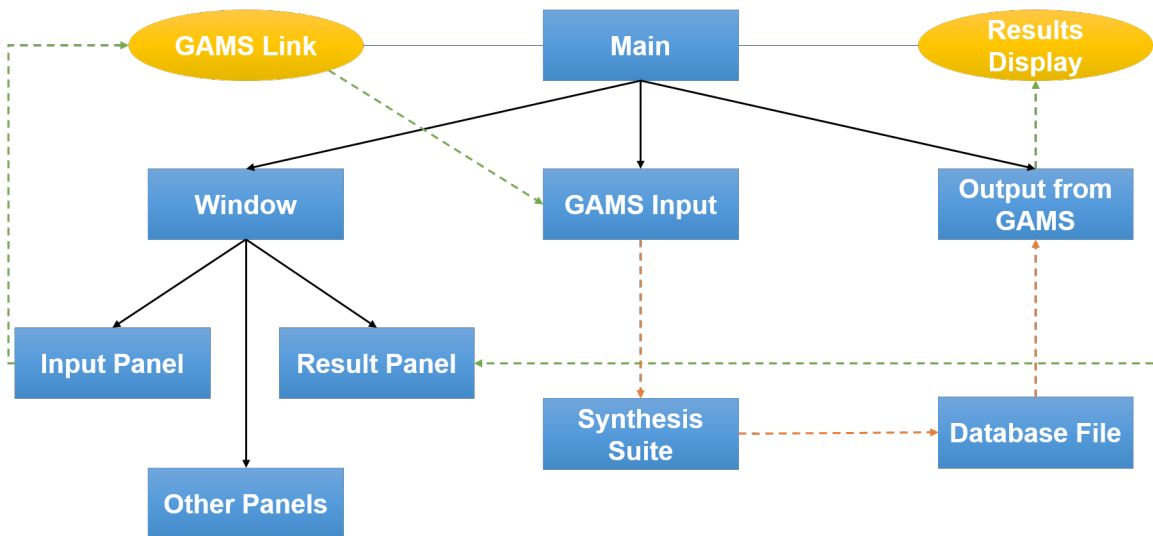 GAMS Link
Main
Results
Display
Window
GAMS Input
Output from
GAMS
Input Panel
Result Panel
Synthesis
Suite
Database File
Other Panels